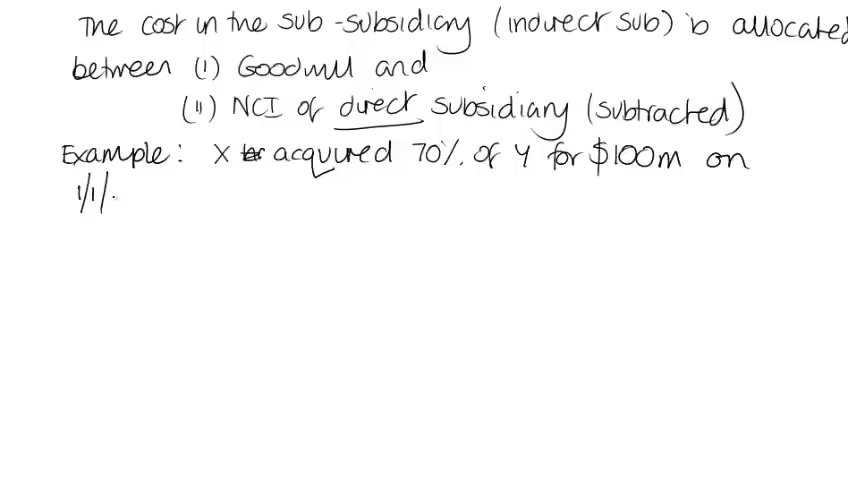 The cost in the sub-subsidiary (indirect sub) is allocated
between (i) Goodwill and
(ii) NCI of direct subsidiary (subtracted)
Example: X acquired 70% of Y for $100m on
1/1/.